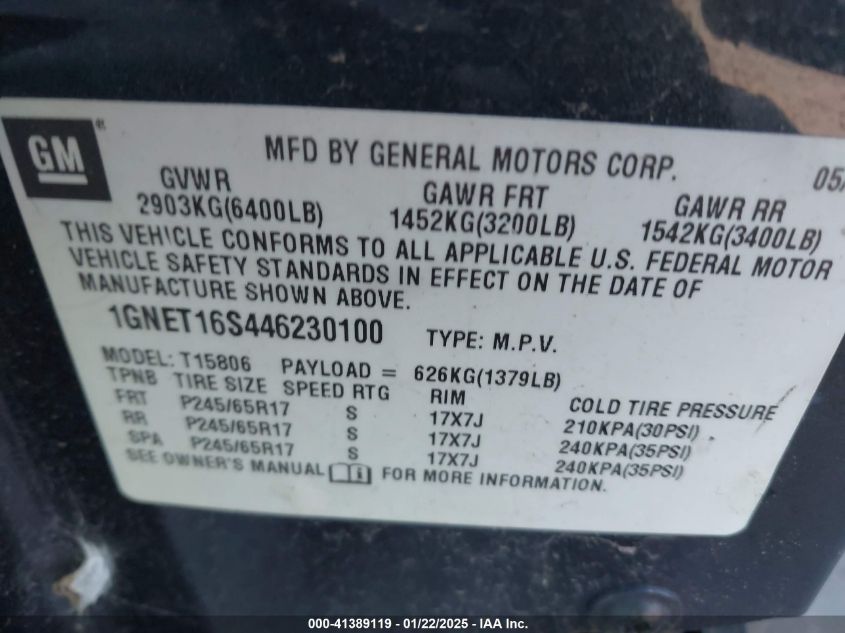 GM
MFD BY GENERAL MOTORS CORP. 05/
GVWR GAWR FRT GAWR RR
2903KG(6400LB) 1452KG(3200LB) 1542KG(3400LB)
THIS VEHICLE CONFORMS TO ALL APPLICABLE U.S. FEDERAL MOTOR
VEHICLE SAFETY STANDARDS IN EFFECT ON THE DATE OF
MANUFACTURE SHOWN ABOVE.
1GNET16S446230100 TYPE: M.P.V.
MODEL: T15806 PAYLOAD = 626KG(1379LB)
TPNB TIRE SIZE SPEED RTG RIM COLD TIRE PRESSURE
FRT P245/65R17 S 17X7J 210KPA(30PSI)
RR P245/65R17 S 17X7J 240KPA(35PSI)
SPA P245/65R17 S 17X7J 240KPA(35PSI)
SEE OWNER'S MANUAL FOR MORE INFORMATION.
000-41389119 - 01/22/2025 - IAA Inc.